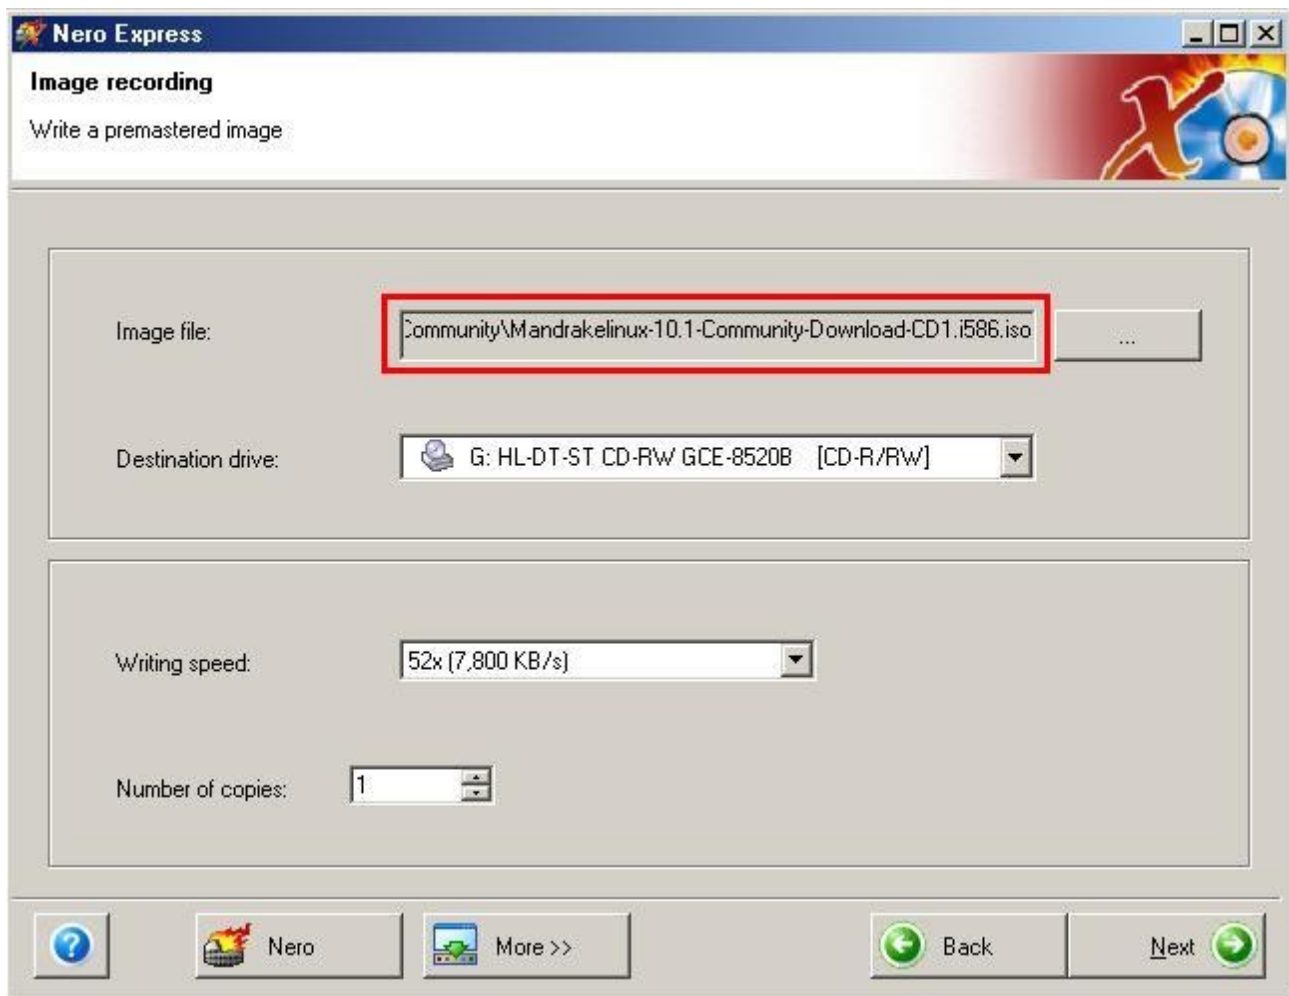 Nero Express
Image recording
Write a premastered image
Image file:
Community\Mandrakelinux-10.1-Community-Download-CD1.i586.iso
...
Destination drive:
G: HL-DT-ST CD-RW GCE-8520B [CD-R/RW]
Writing speed:
52x (7,800 KB/s)
Number of copies:
1
?
Nero
More >>
Back
Next